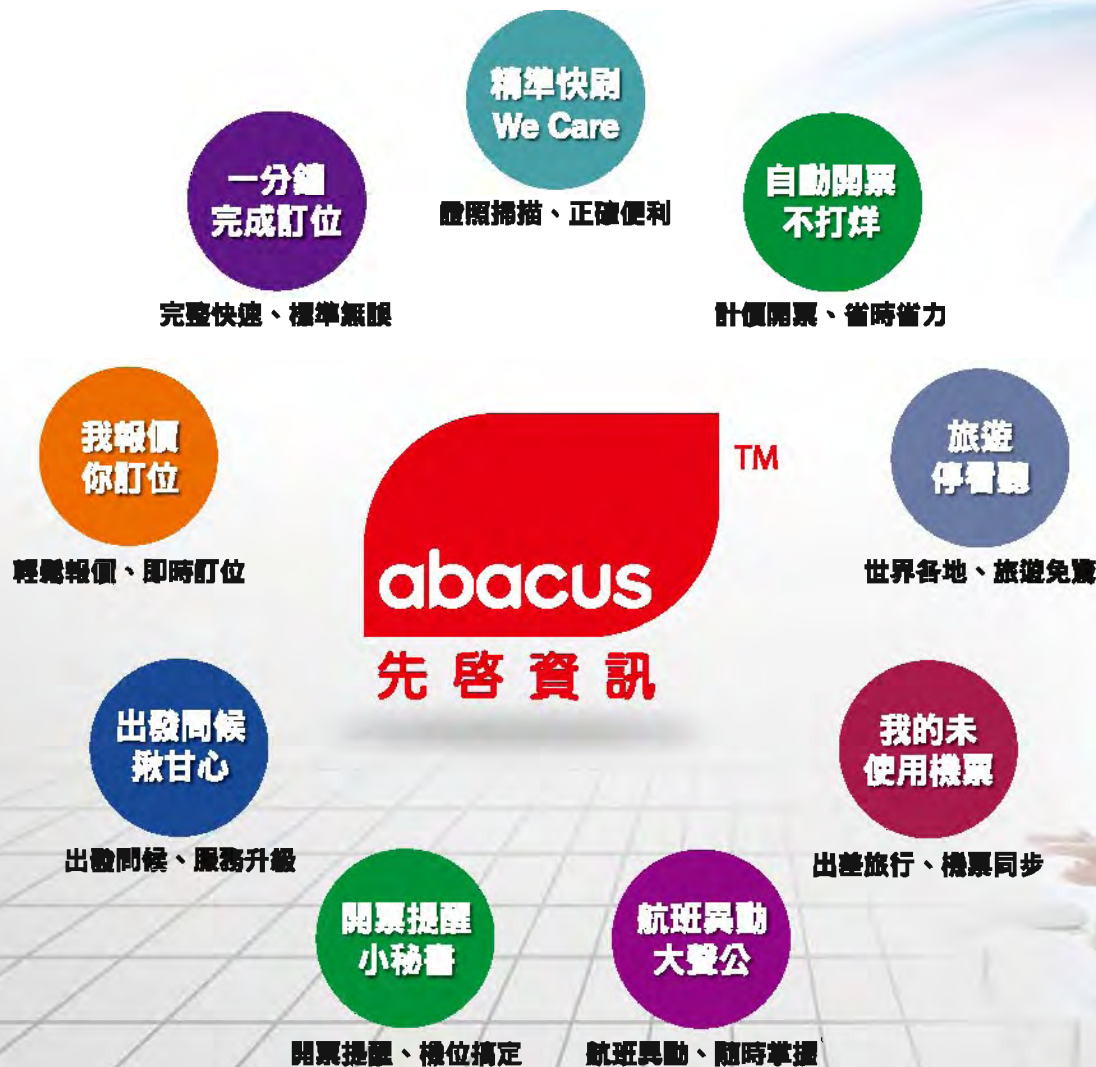 精準快刷
We Care
證照掃描、正確便利
一分鐘
完成訂位
完整快速、標準無誤
自動開票
不打烊
計價開票、省時省力
我報價
你訂位
輕鬆報價、即時訂位
abacus
TM
先啓資訊
旅遊
停看聽
世界各地、旅遊免驚
出發問候
揪甘心
出發問候、服務升級
我的未
使用機票
出差旅行、機票同步
開票提醒
小秘書
開票提醒、機位搞定
航班異動
大聲公
航班異動、隨時掌握